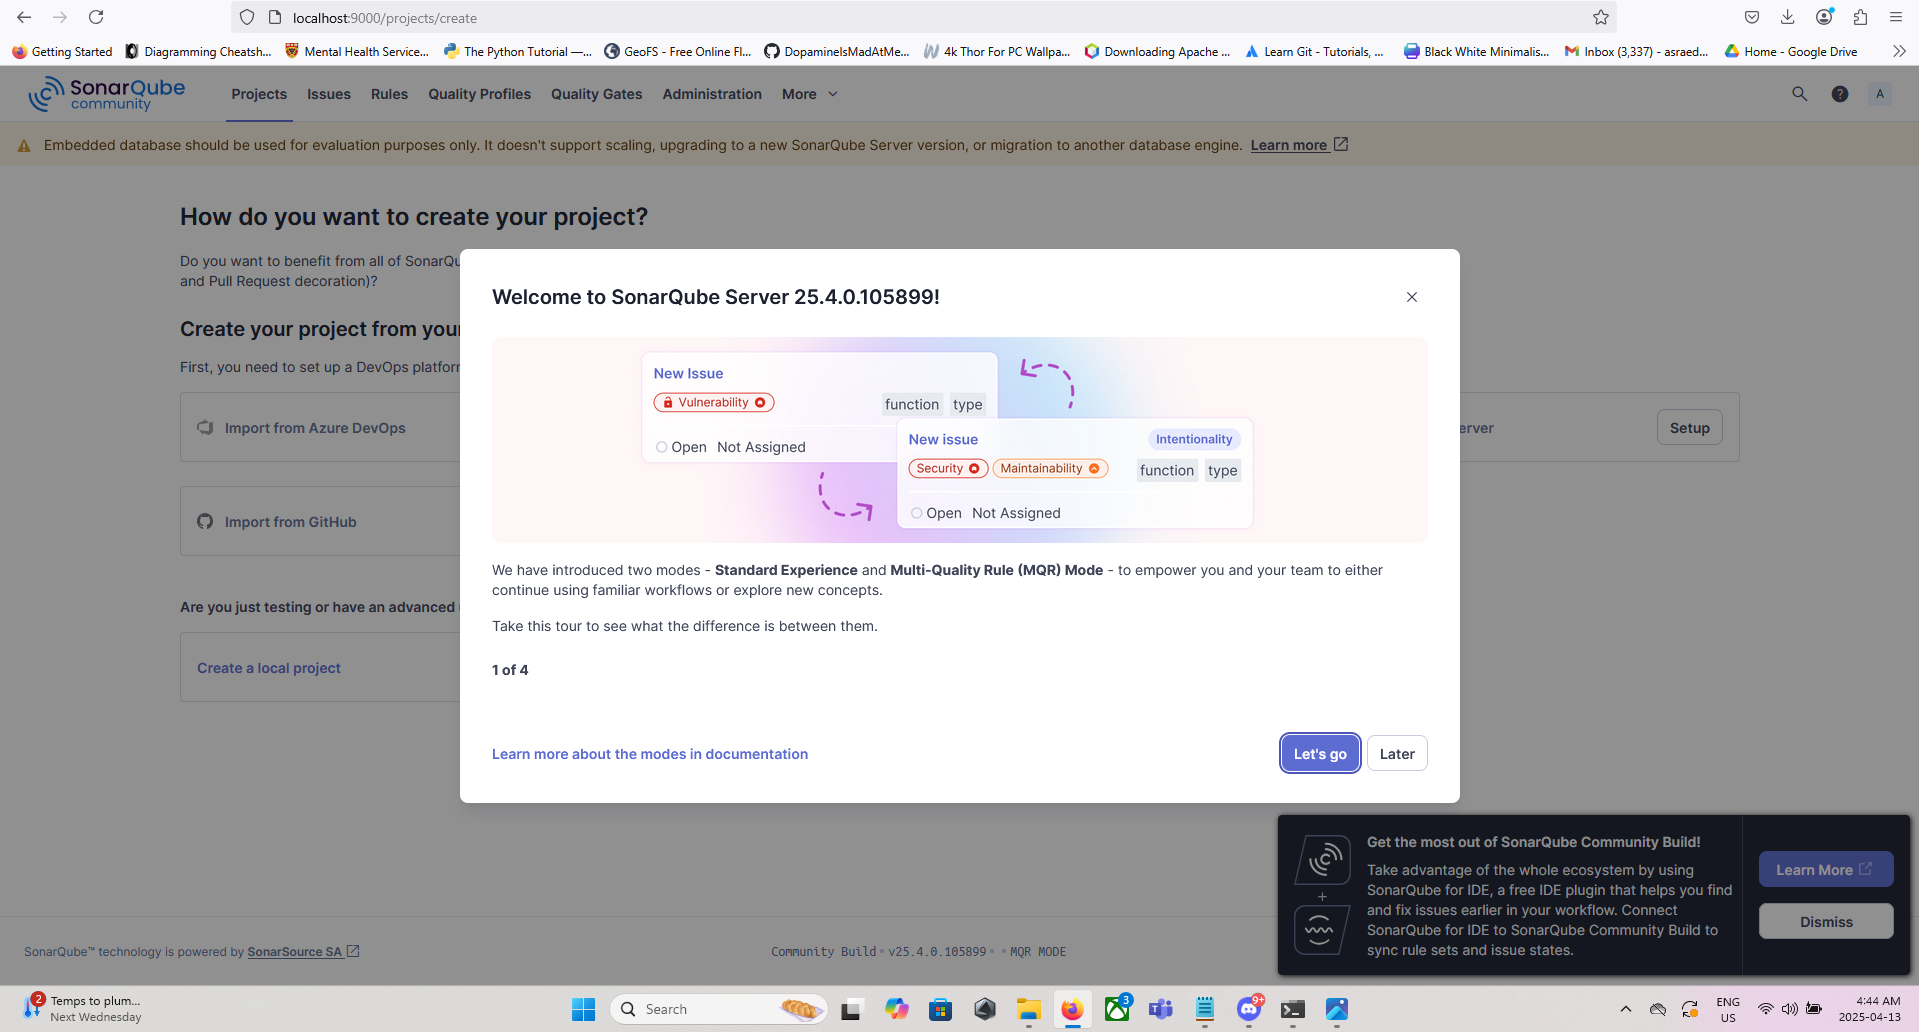 localhost:9000/projects/create
Getting Started
Diagramming Cheatsh...
Mental Health Service...
The Python Tutorial —...
GeoFS - Free Online Fl...
DopamineIsMadAtMe...
4k Thor For PC Wallpa...
Downloading Apache ...
Learn Git - Tutorials, ...
Black White Minimalis...
Inbox (3,337) - asraed...
Home - Google Drive
SonarQube
community
Projects
Issues
Rules
Quality Profiles
Quality Gates
Administration
More
?
A
Embedded database should be used for evaluation purposes only. It doesn't support scaling, upgrading to a new SonarQube Server version, or migration to another database engine. Learn more
How do you want to create your project?
Do you want to benefit from all of SonarQu
and Pull Request decoration)?
Create your project from your
First, you need to set up a DevOps platform
Import from Azure DevOps
erver
Setup
Import from GitHub
Are you just testing or have an advanced
Create a local project
Welcome to SonarQube Server 25.4.0.105899!
New Issue
Vulnerability
function type
Open Not Assigned
New issue
Intentionality
Security
Maintainability
function type
Open Not Assigned
We have introduced two modes - Standard Experience and Multi-Quality Rule (MQR) Mode - to empower you and your team to either
continue using familiar workflows or explore new concepts.
Take this tour to see what the difference is between them.
1 of 4
Learn more about the modes in documentation
Let's go
Later
Get the most out of SonarQube Community Build!
Take advantage of the whole ecosystem by using
SonarQube for IDE, a free IDE plugin that helps you find
and fix issues earlier in your workflow. Connect
SonarQube for IDE to SonarQube Community Build to
sync rule sets and issue states.
+
Learn More
Dismiss
SonarQube™ technology is powered by SonarSource SA
Community Build • v25.4.0.105899 • • MQR MODE
2
Temps to plum...
Next Wednesday
Search
3
9+
ENG
US
4:44 AM
2025-04-13